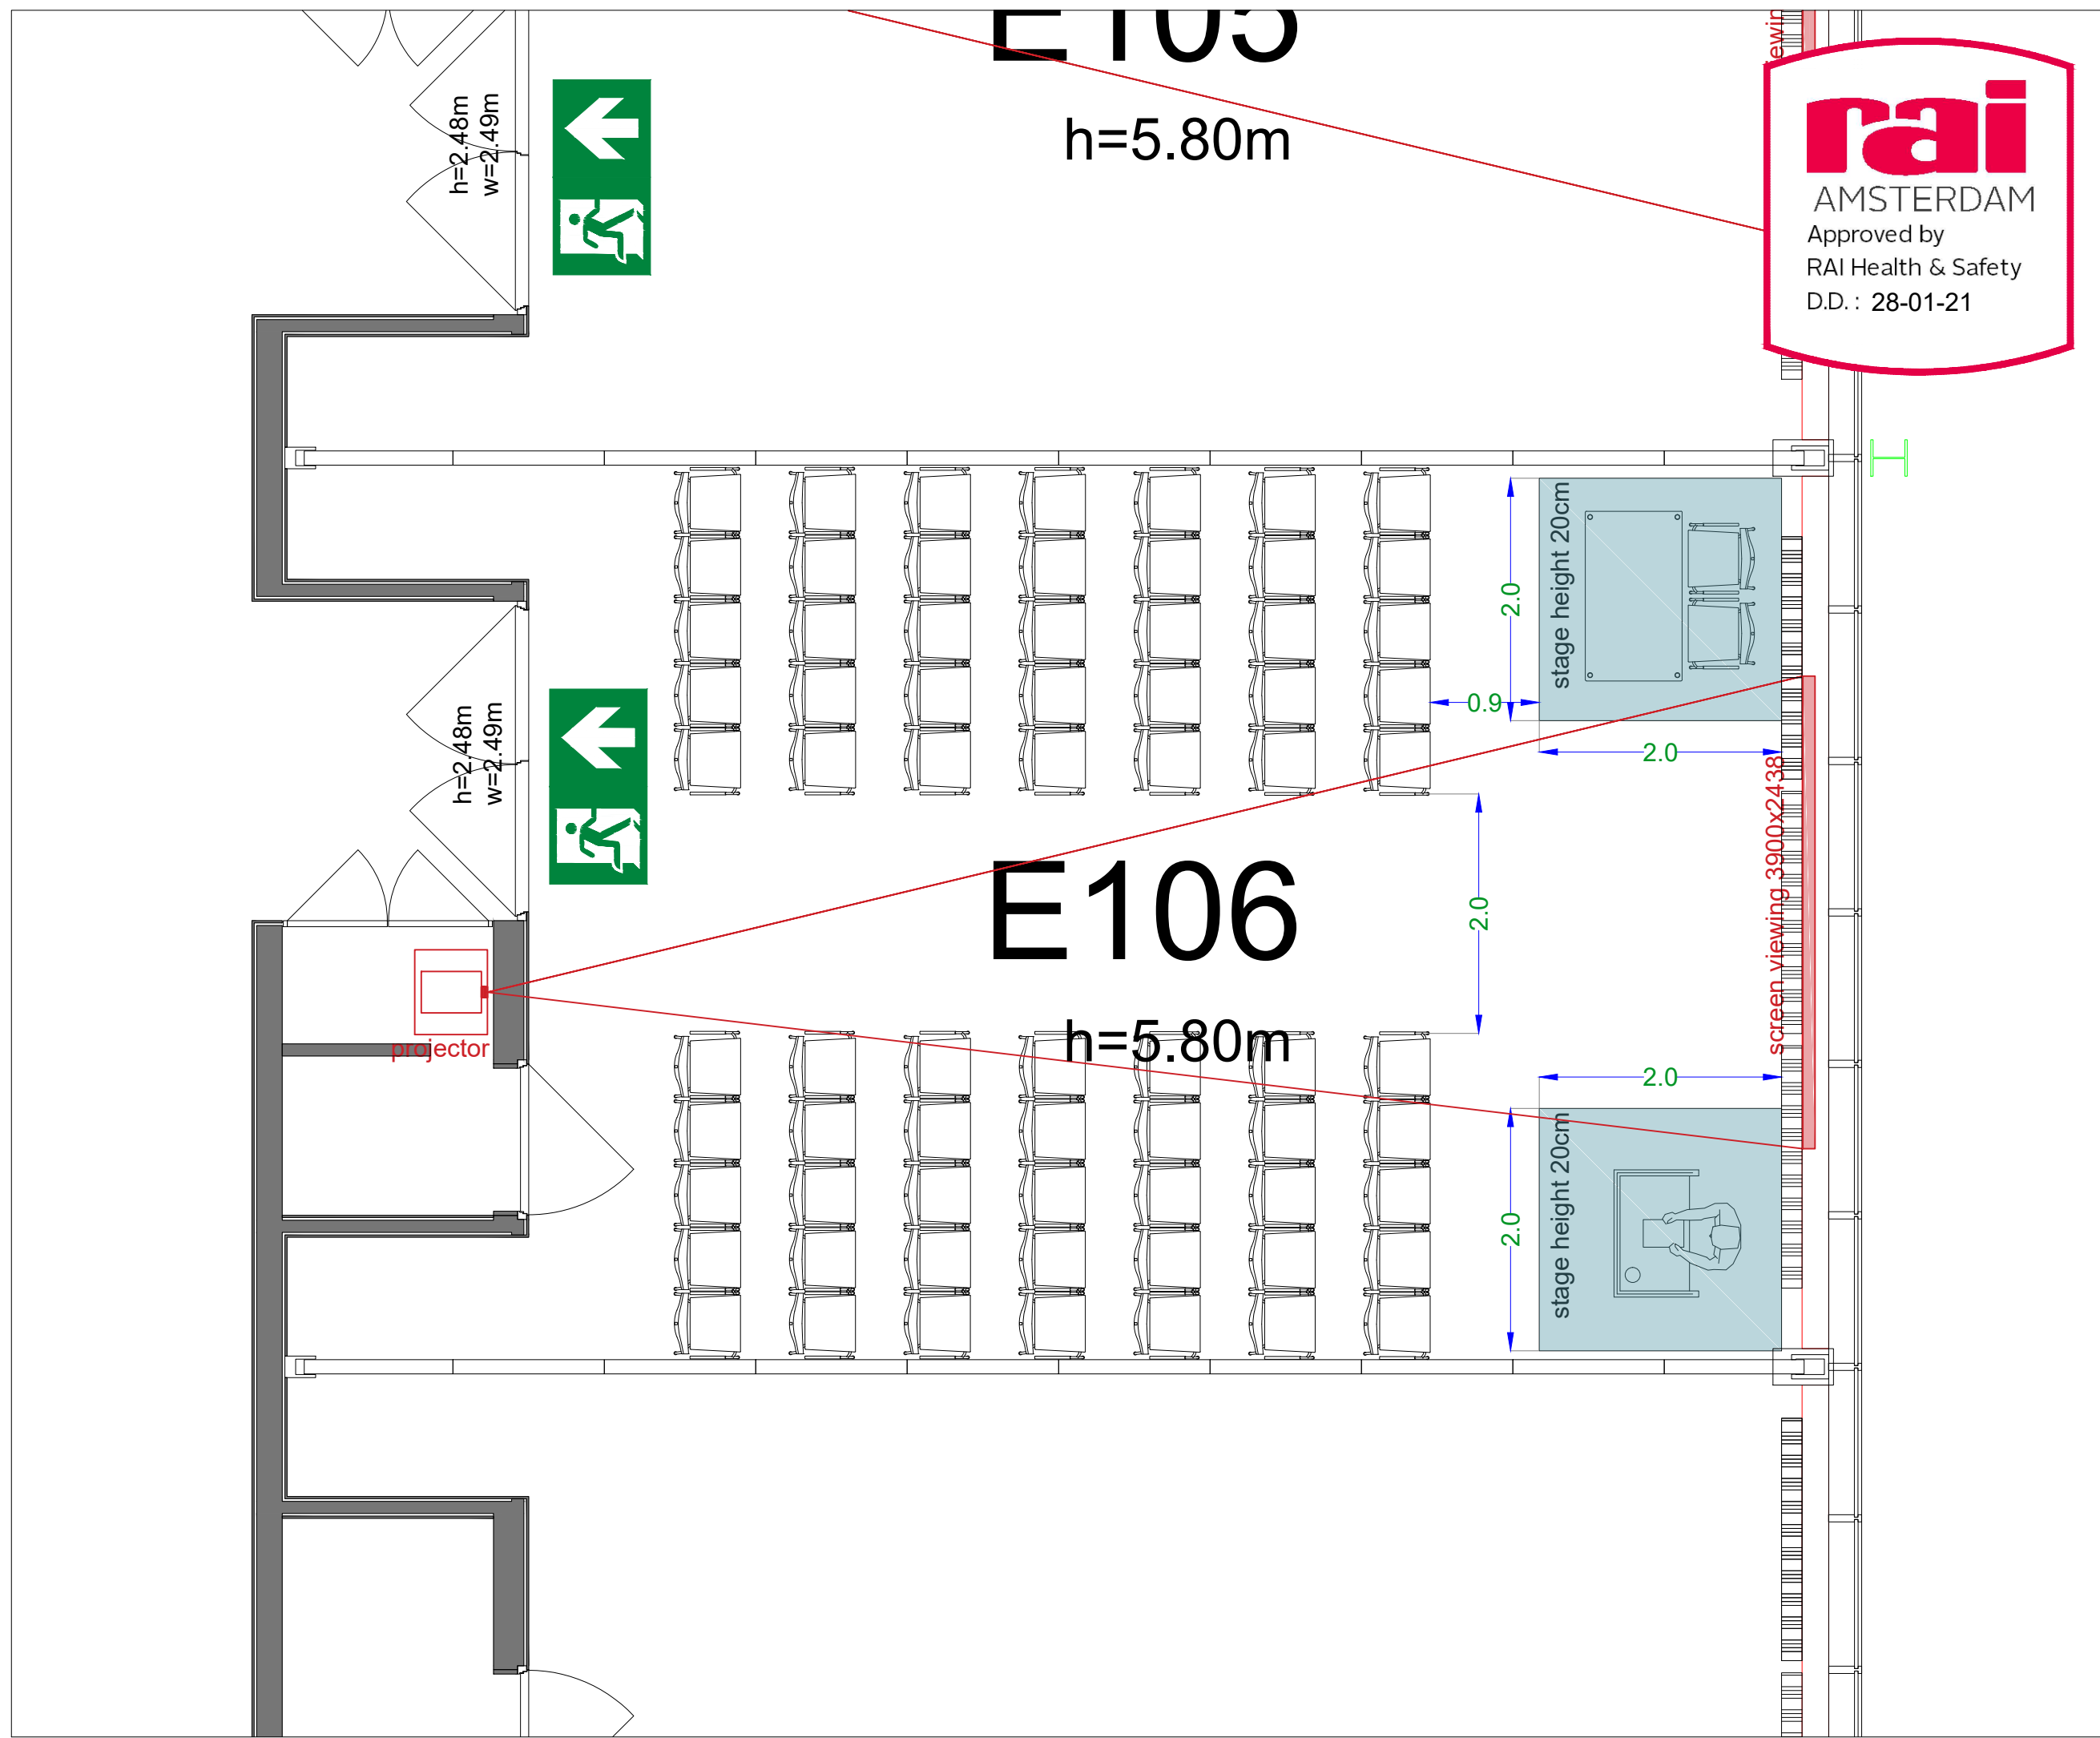 E105
h=5.80m
h=2.48m
w=2.49m
rai
AMSTERDAM
Approved by
RAI Health & Safety
D.D. : 28-01-21
stage height 20cm
2.0
0.9
2.0
h=2.48m
w=2.49m
screen viewing 3900x2438
E106
h=5.80m
2.0
projector
2.0
stage height 20cm
2.0